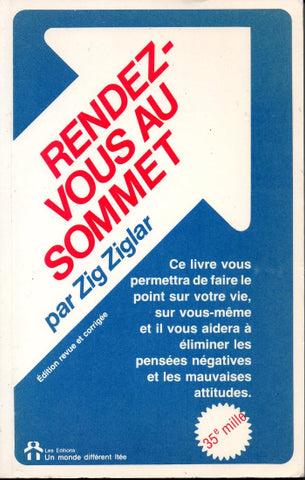 RENDEZ-
VOUS AU
SOMMET
par Zig Ziglar
Édition revue et corrigée
Ce livre vous
permettra de faire le
point sur votre vie,
sur vous-même
et il vous aidera à
éliminer les
pensées négatives
et les mauvaises
attitudes.
35e mille
Les Editions
Un monde différent ltée